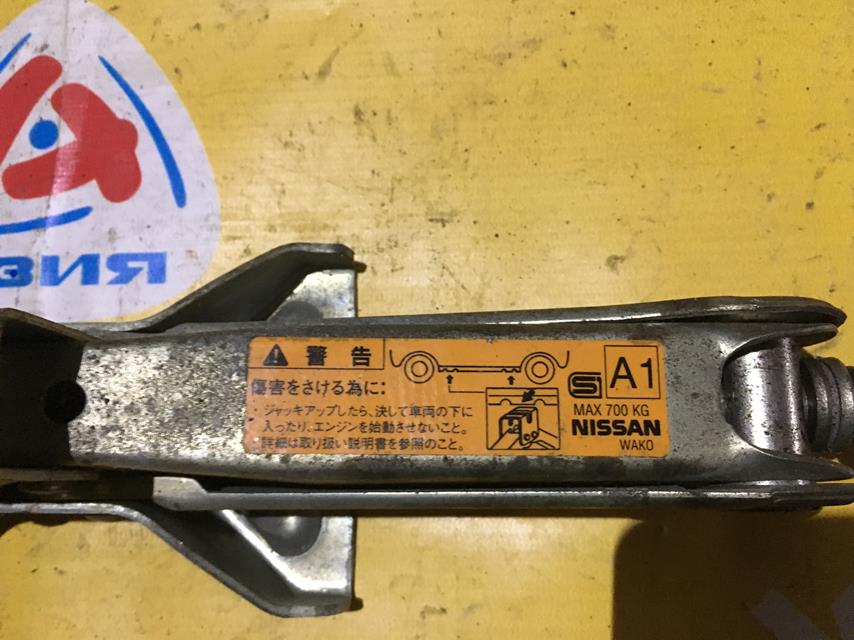 警告
傷害をさける為に:
・ジャッキアップしたら、決して車両の下に
入ったり、エンジンを始動させないこと。
・詳細は取り扱い説明書を参照のこと。
A1
MAX 700 KG
NISSAN
WAKO